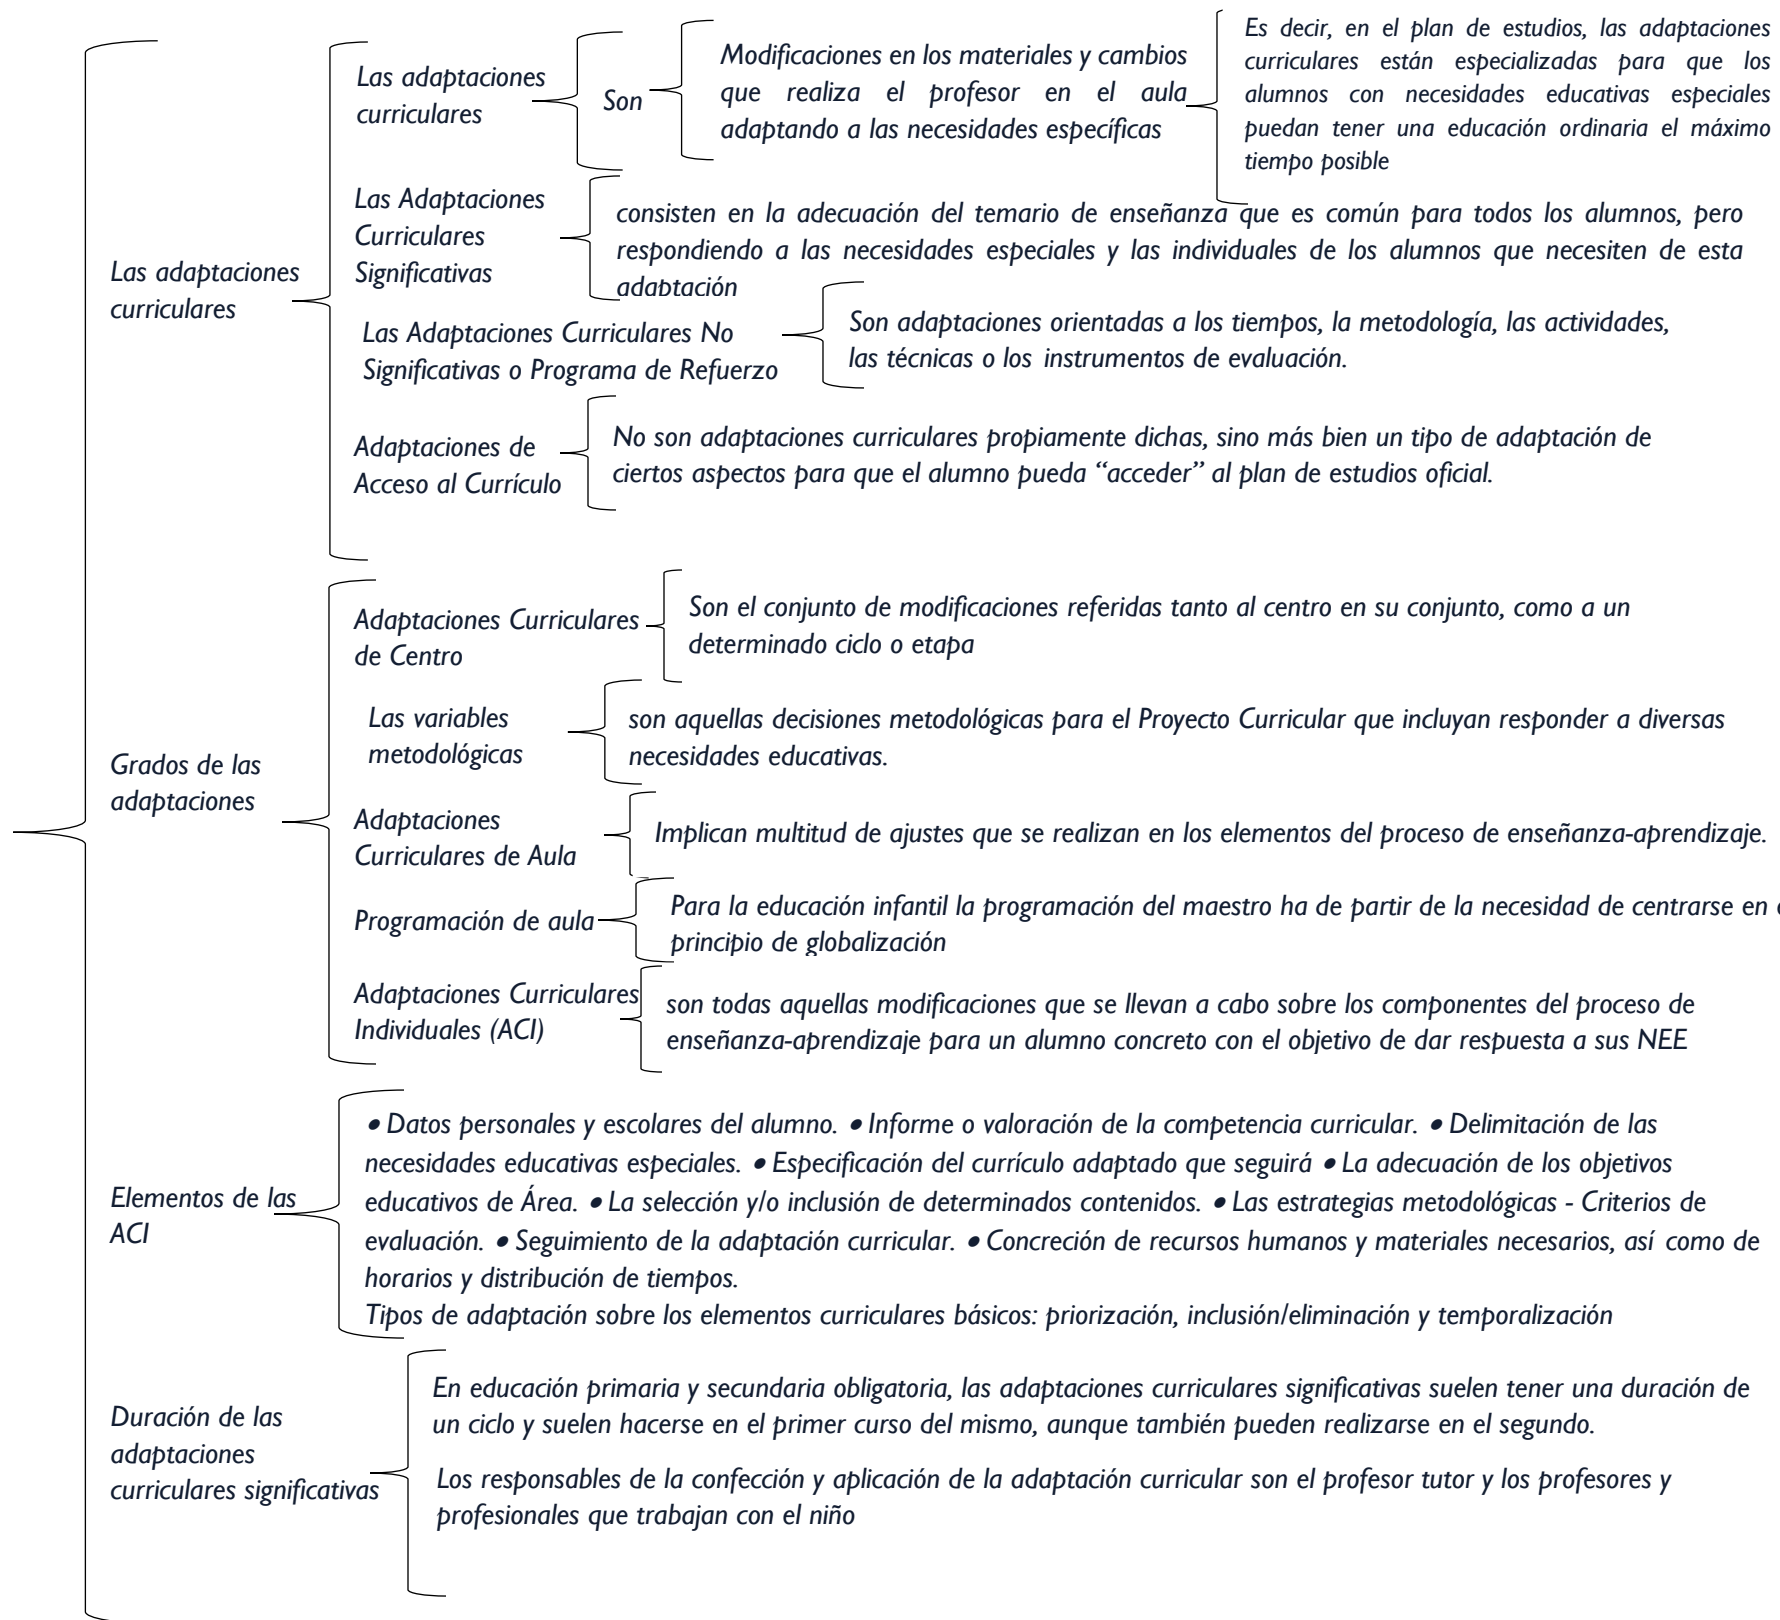 Las adaptaciones
curriculares
Las adaptaciones
curriculares
Son
Modificaciones en los materiales y cambios
que realiza el profesor en el aula
adaptando a las necesidades específicas
Es decir, en el plan de estudios, las adaptaciones
curriculares están especializadas para que los
alumnos con necesidades educativas especiales
puedan tener una educación ordinaria el máximo
tiempo posible
Las Adaptaciones
Curriculares
Significativas
consisten en la adecuación del temario de enseñanza que es común para todos los alumnos, pero
respondiendo a las necesidades especiales y las individuales de los alumnos que necesiten de esta
adaptación
Las Adaptaciones Curriculares No
Significativas o Programa de Refuerzo
Son adaptaciones orientadas a los tiempos, la metodología, las actividades,
las técnicas o los instrumentos de evaluación.
Adaptaciones de
Acceso al Currículo
No son adaptaciones curriculares propiamente dichas, sino más bien un tipo de adaptación de
ciertos aspectos para que el alumno pueda “acceder” al plan de estudios oficial.
Grados de las
adaptaciones
Adaptaciones Curriculares
de Centro
Son el conjunto de modificaciones referidas tanto al centro en su conjunto, como a un
determinado ciclo o etapa
Las variables
metodológicas
son aquellas decisiones metodológicas para el Proyecto Curricular que incluyan responder a diversas
necesidades educativas.
Adaptaciones
Curriculares de Aula
Implican multitud de ajustes que se realizan en los elementos del proceso de enseñanza-aprendizaje.
Programación de aula
Para la educación infantil la programación del maestro ha de partir de la necesidad de centrarse en
principio de globalización
Adaptaciones Curriculares
Individuales (ACI)
son todas aquellas modificaciones que se llevan a cabo sobre los componentes del proceso de
enseñanza-aprendizaje para un alumno concreto con el objetivo de dar respuesta a sus NEE
Elementos de las
ACI
• Datos personales y escolares del alumno. • Informe o valoración de la competencia curricular. • Delimitación de las
necesidades educativas especiales. • Especificación del currículo adaptado que seguirá • La adecuación de los objetivos
educativos de Área. • La selección y/o inclusión de determinados contenidos. • Las estrategias metodológicas - Criterios de
evaluación. • Seguimiento de la adaptación curricular. • Concreción de recursos humanos y materiales necesarios, así como de
horarios y distribución de tiempos.
Tipos de adaptación sobre los elementos curriculares básicos: priorización, inclusión/eliminación y temporalización
Duración de las
adaptaciones
curriculares significativas
En educación primaria y secundaria obligatoria, las adaptaciones curriculares significativas suelen tener una duración de
un ciclo y suelen hacerse en el primer curso del mismo, aunque también pueden realizarse en el segundo.
Los responsables de la confección y aplicación de la adaptación curricular son el profesor tutor y los profesores y
profesionales que trabajan con el niño